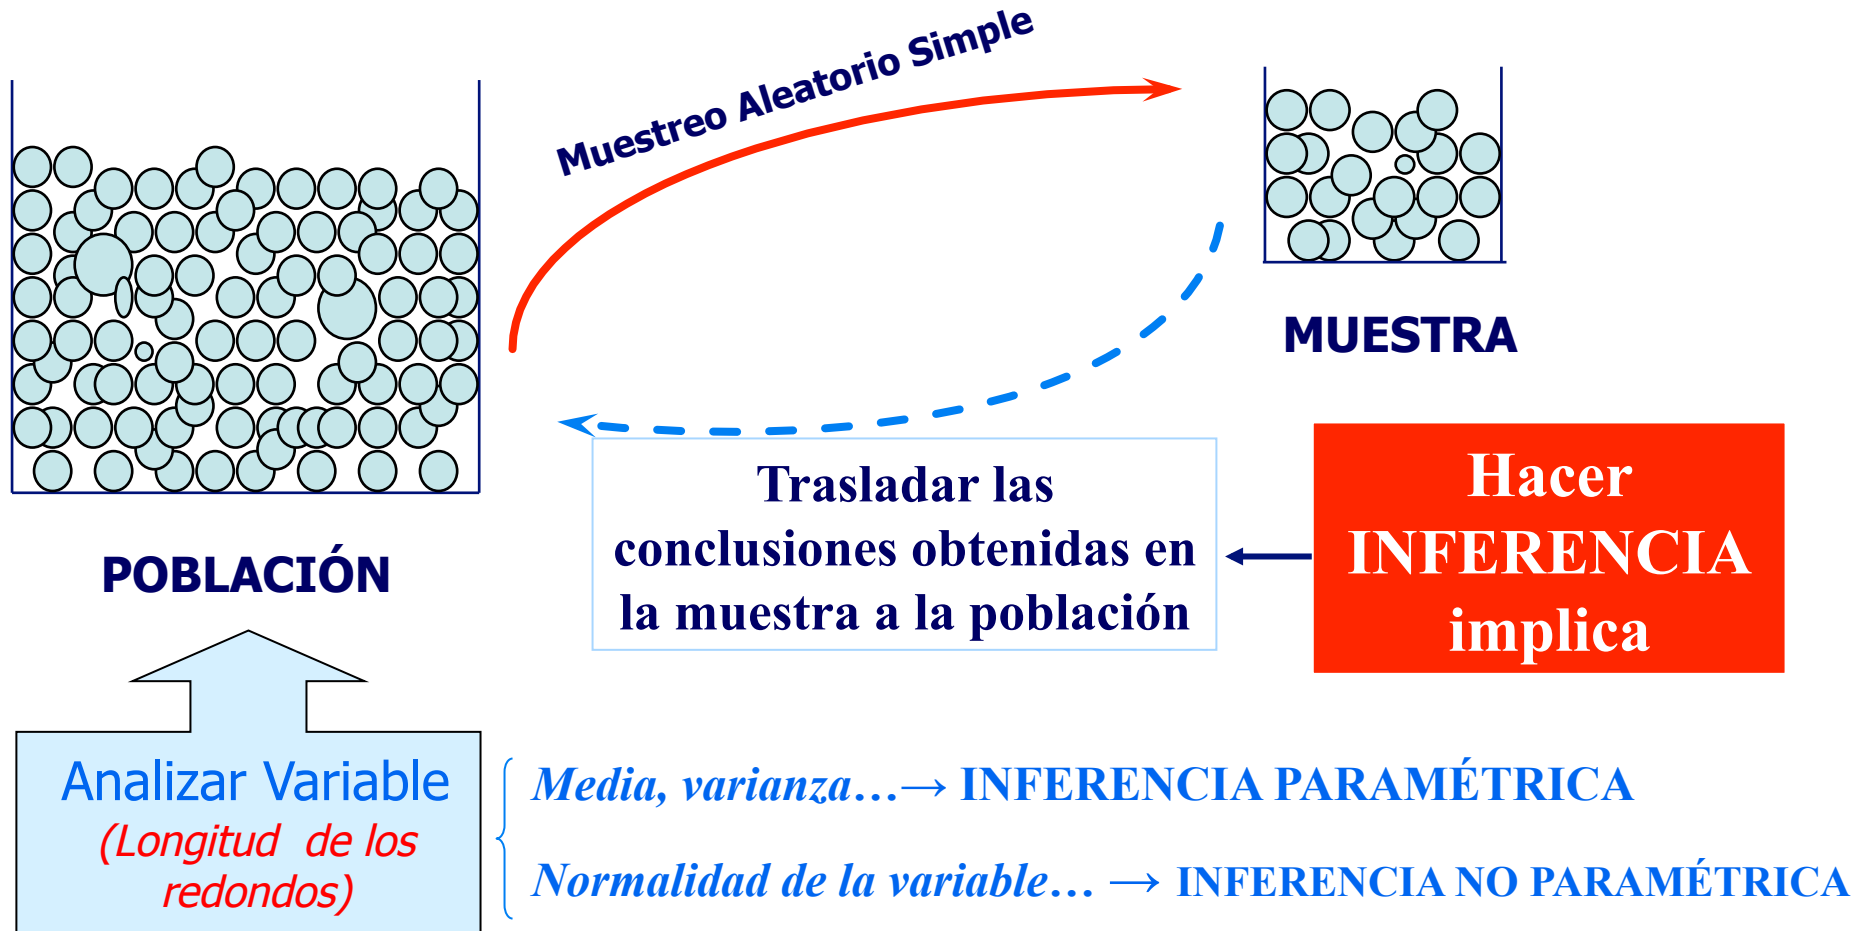 Muestreo Aleatorio Simple
MUESTRA
POBLACIÓN
Trasladar las
conclusiones obtenidas en
la muestra a la población
Hacer
INFERENCIA
implica
Analizar Variable
(Longitud de los
redondos)
Media, varianza…→ INFERENCIA PARAMÉTRICA
Normalidad de la variable… → INFERENCIA NO PARAMÉTRICA